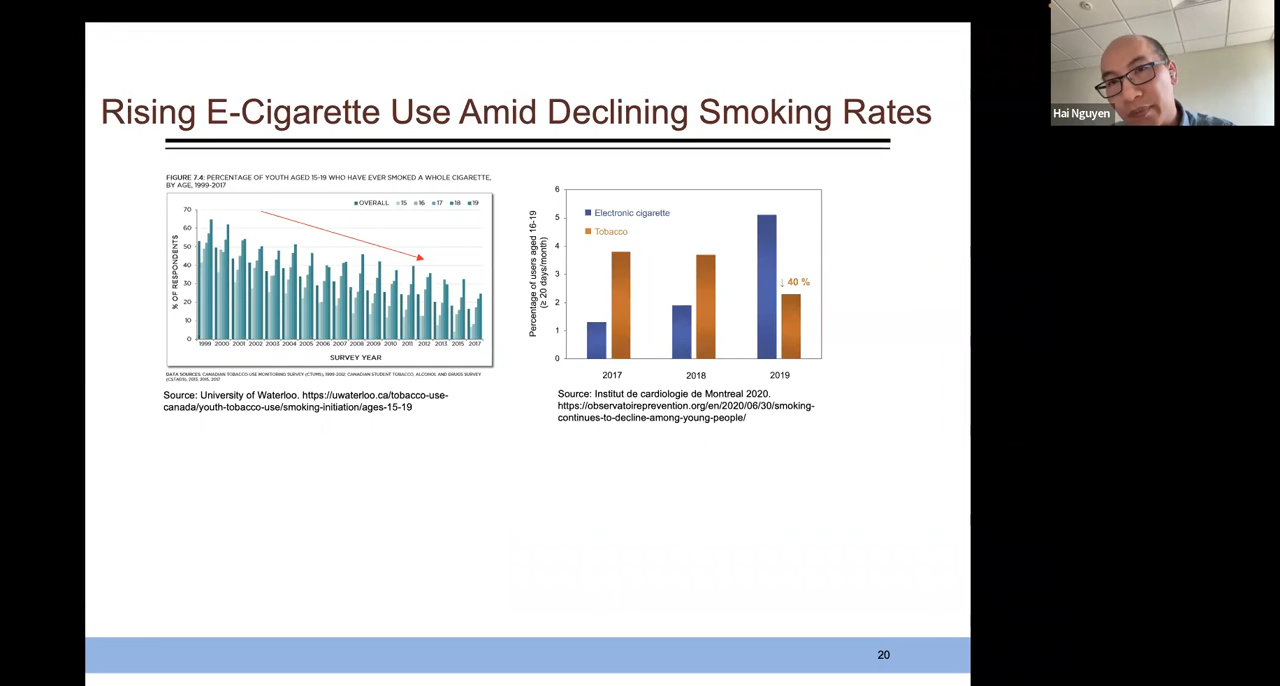 Rising E-Cigarette Use Amid Declining Smoking Rates
FIGURE 7.4: PERCENTAGE OF YOUTH AGED 15-19 WHO HAVE EVER SMOKED A WHOLE CIGARETTE,
BY AGE, 1999-2017
OVERALL 15 16 17 18 19
70
60
50
40
30
20
10
0
% OF RESPONDENTS
1999 2000 2001 2002 2003 2004 2005 2006 2007 2008 2009 2010 2011 2012 2013 2015 2017
SURVEY YEAR
DATA SOURCES: CANADIAN TOBACCO USE MONITORING SURVEY (CTUMS), 1999-2012; CANADIAN STUDENT TOBACCO, ALCOHOL AND DRUGS SURVEY
(CSTADS), 2013, 2015, 2017
Source: University of Waterloo. https://uwaterloo.ca/tobacco-use-
canada/youth-tobacco-use/smoking-initiation/ages-15-19
6
5
4
3
2
1
0
Percentage of users aged 16-19
(≥ 20 days/month)
Electronic cigarette
Tobacco
↓ 40 %
2017 2018 2019
Source: Institut de cardiologie de Montreal 2020.
https://observatoireprevention.org/en/2020/06/30/smoking-
continues-to-decline-among-young-people/
20
Hai Nguyen